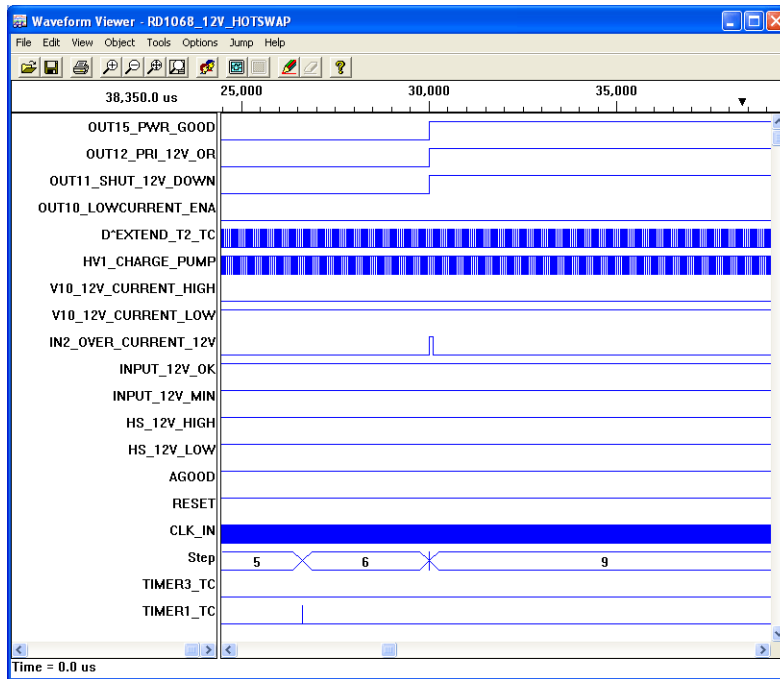 Waveform Viewer - RD1068_12V_HOTSWAP
File Edit View Object Tools Options Jump Help
38,350.0 us 25,000 30,000 35,000
OUT15_PWR_GOOD
OUT12_PRI_12V_OR
OUT11_SHUT_12V_DOWN
OUT10_LOWCURRENT_ENA
D^EXTEND_T2_TC
HV1_CHARGE_PUMP
V10_12V_CURRENT_HIGH
V10_12V_CURRENT_LOW
IN2_OVER_CURRENT_12V
INPUT_12V_OK
INPUT_12V_MIN
HS_12V_HIGH
HS_12V_LOW
AGOOD
RESET
CLK_IN
Step 5 6 9
TIMER3_TC
TIMER1_TC
Time = 0.0 us